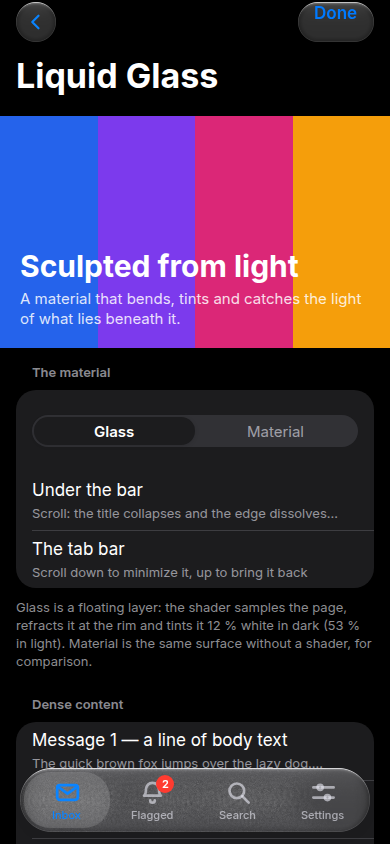 Done
Liquid Glass
Sculpted from light
A material that bends, tints and catches the light
of what lies beneath it.
The material
Glass
Material
Under the bar
Scroll: the title collapses and the edge dissolves...
The tab bar
Scroll down to minimize it, up to bring it back
Glass is a floating layer: the shader samples the page,
refracts it at the rim and tints it 12 % white in dark (53 %
in light). Material is the same surface without a shader, for
comparison.
Dense content
Message 1 — a line of body text
The quick brown fox jumps over the lazy dog....
2
Flagged
Search
Settings